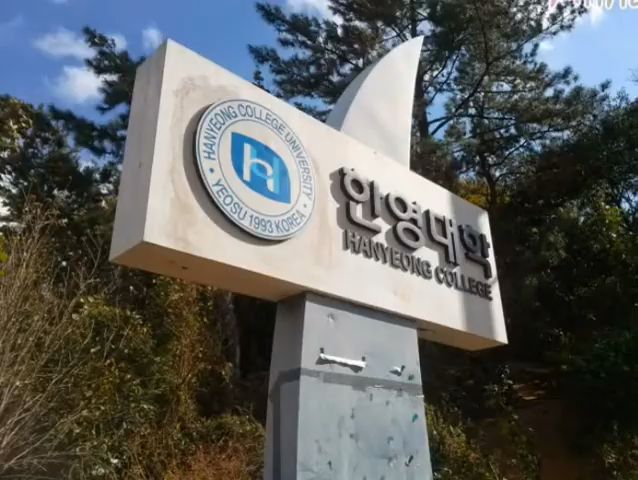 HANYEONG COLLEGE UNIVERSITY
YEOSU 1993 KOREA
한영대학
HANYEONG COLLEGE